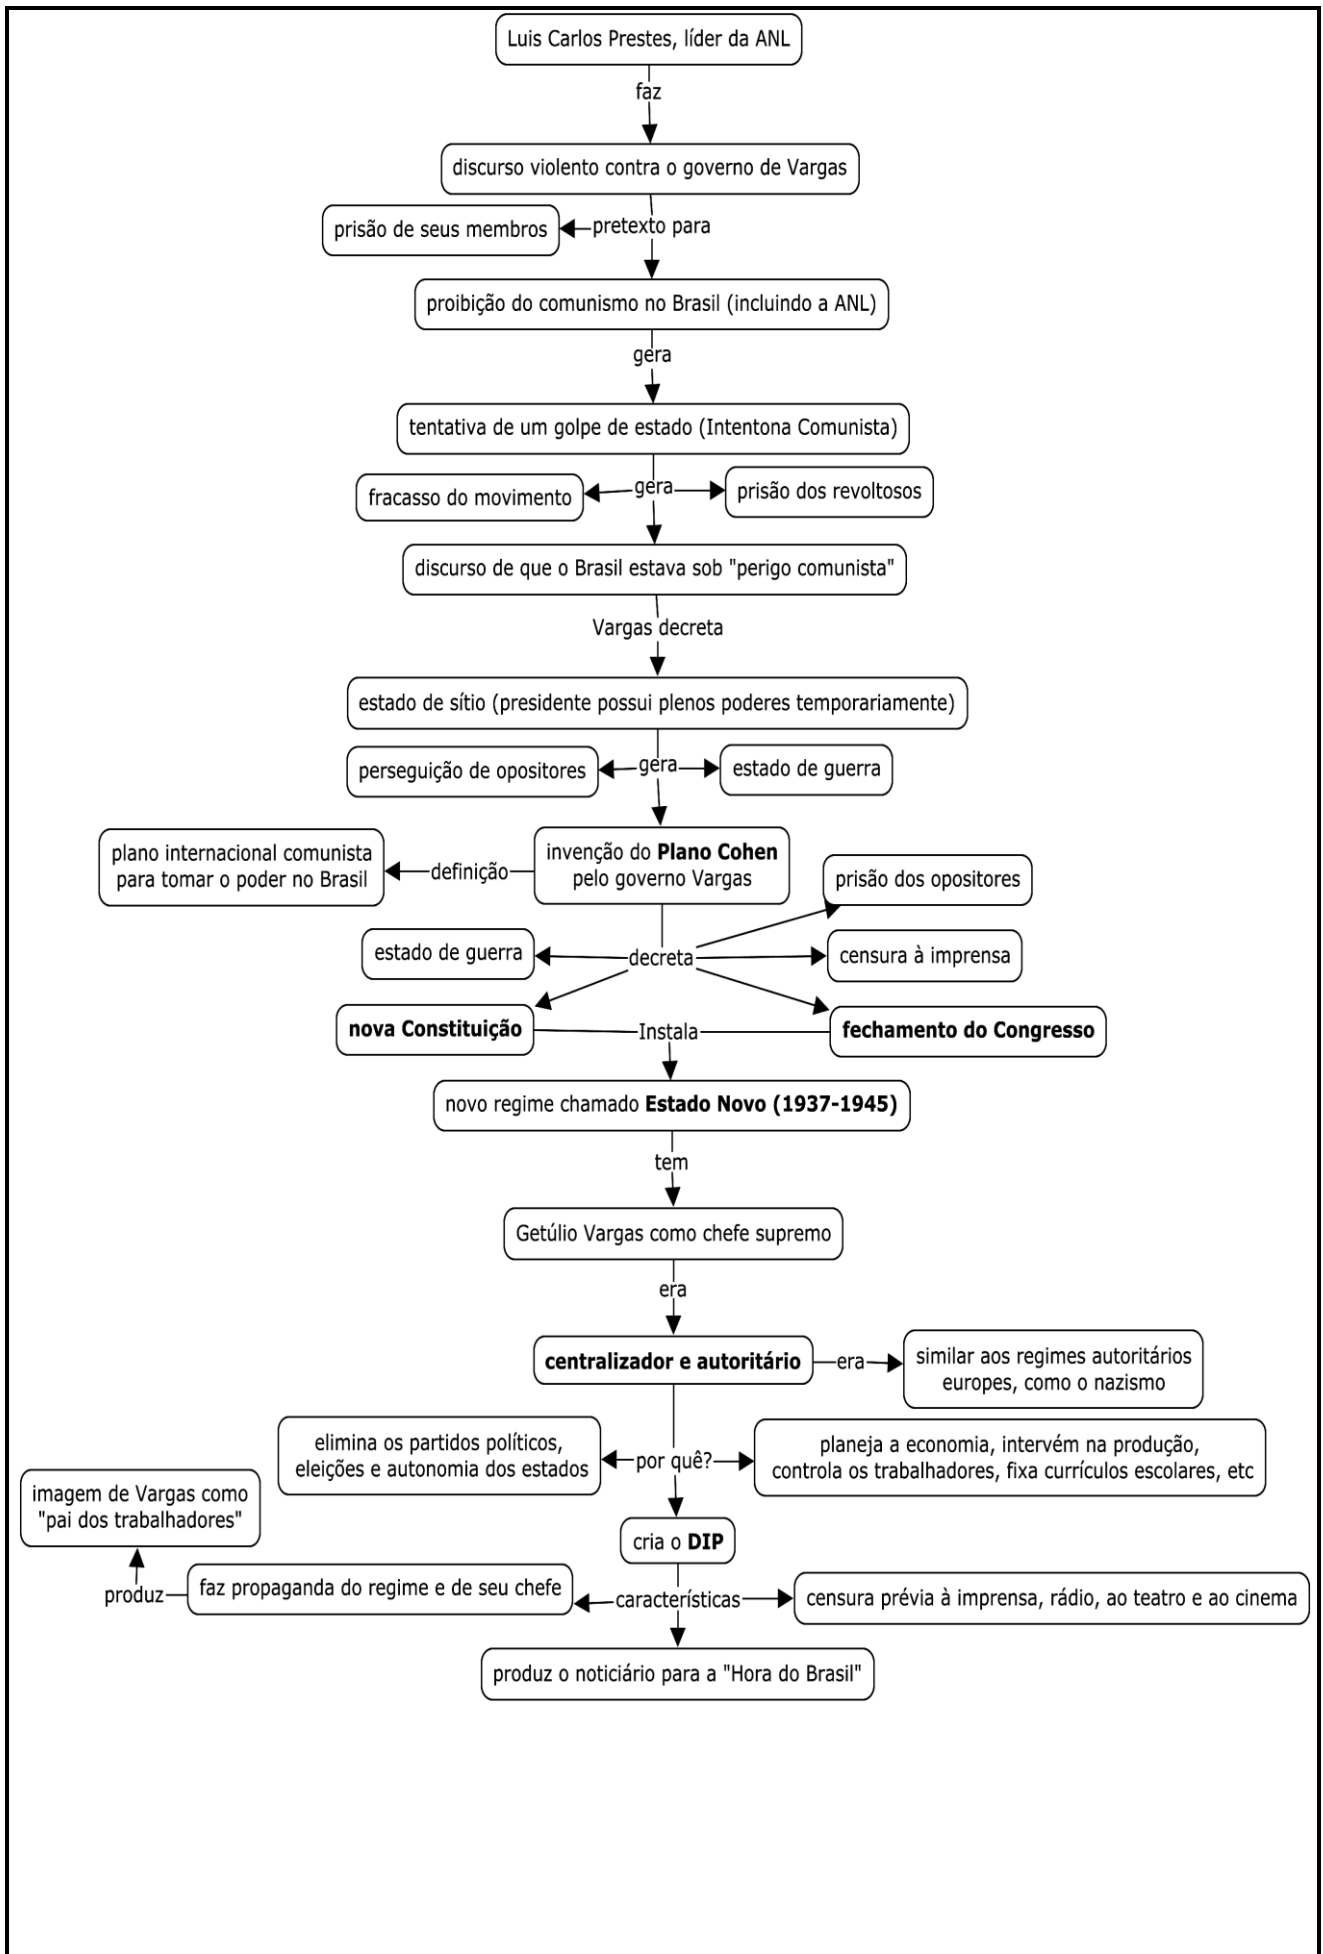 Luis Carlos Prestes, líder da ANL
faz
discurso violento contra o governo de Vargas
prisão de seus membros
pretexto para
proibição do comunismo no Brasil (incluindo a ANL)
gera
tentativa de um golpe de estado (Intentona Comunista)
fracasso do movimento
gera
prisão dos revoltosos
discurso de que o Brasil estava sob "perigo comunista"
Vargas decreta
estado de sítio (presidente possui plenos poderes temporariamente)
perseguição de opositores
gera
estado de guerra
plano internacional comunista
para tomar o poder no Brasil
definição
invenção do Plano Cohen
pelo governo Vargas
prisão dos opositores
estado de guerra
decreta
censura à imprensa
nova Constituição
Instala
fechamento do Congresso
novo regime chamado Estado Novo (1937-1945)
tem
Getúlio Vargas como chefe supremo
era
centralizador e autoritário
era
similar aos regimes autoritários
europes, como o nazismo
elimina os partidos políticos,
eleições e autonomia dos estados
por quê?
planeja a economia, intervém na produção,
controla os trabalhadores, fixa currículos escolares, etc
imagem de Vargas como
"pai dos trabalhadores"
cria o DIP
produz
faz propaganda do regime e de seu chefe
características
censura prévia à imprensa, rádio, ao teatro e ao cinema
produz o noticiário para a "Hora do Brasil"